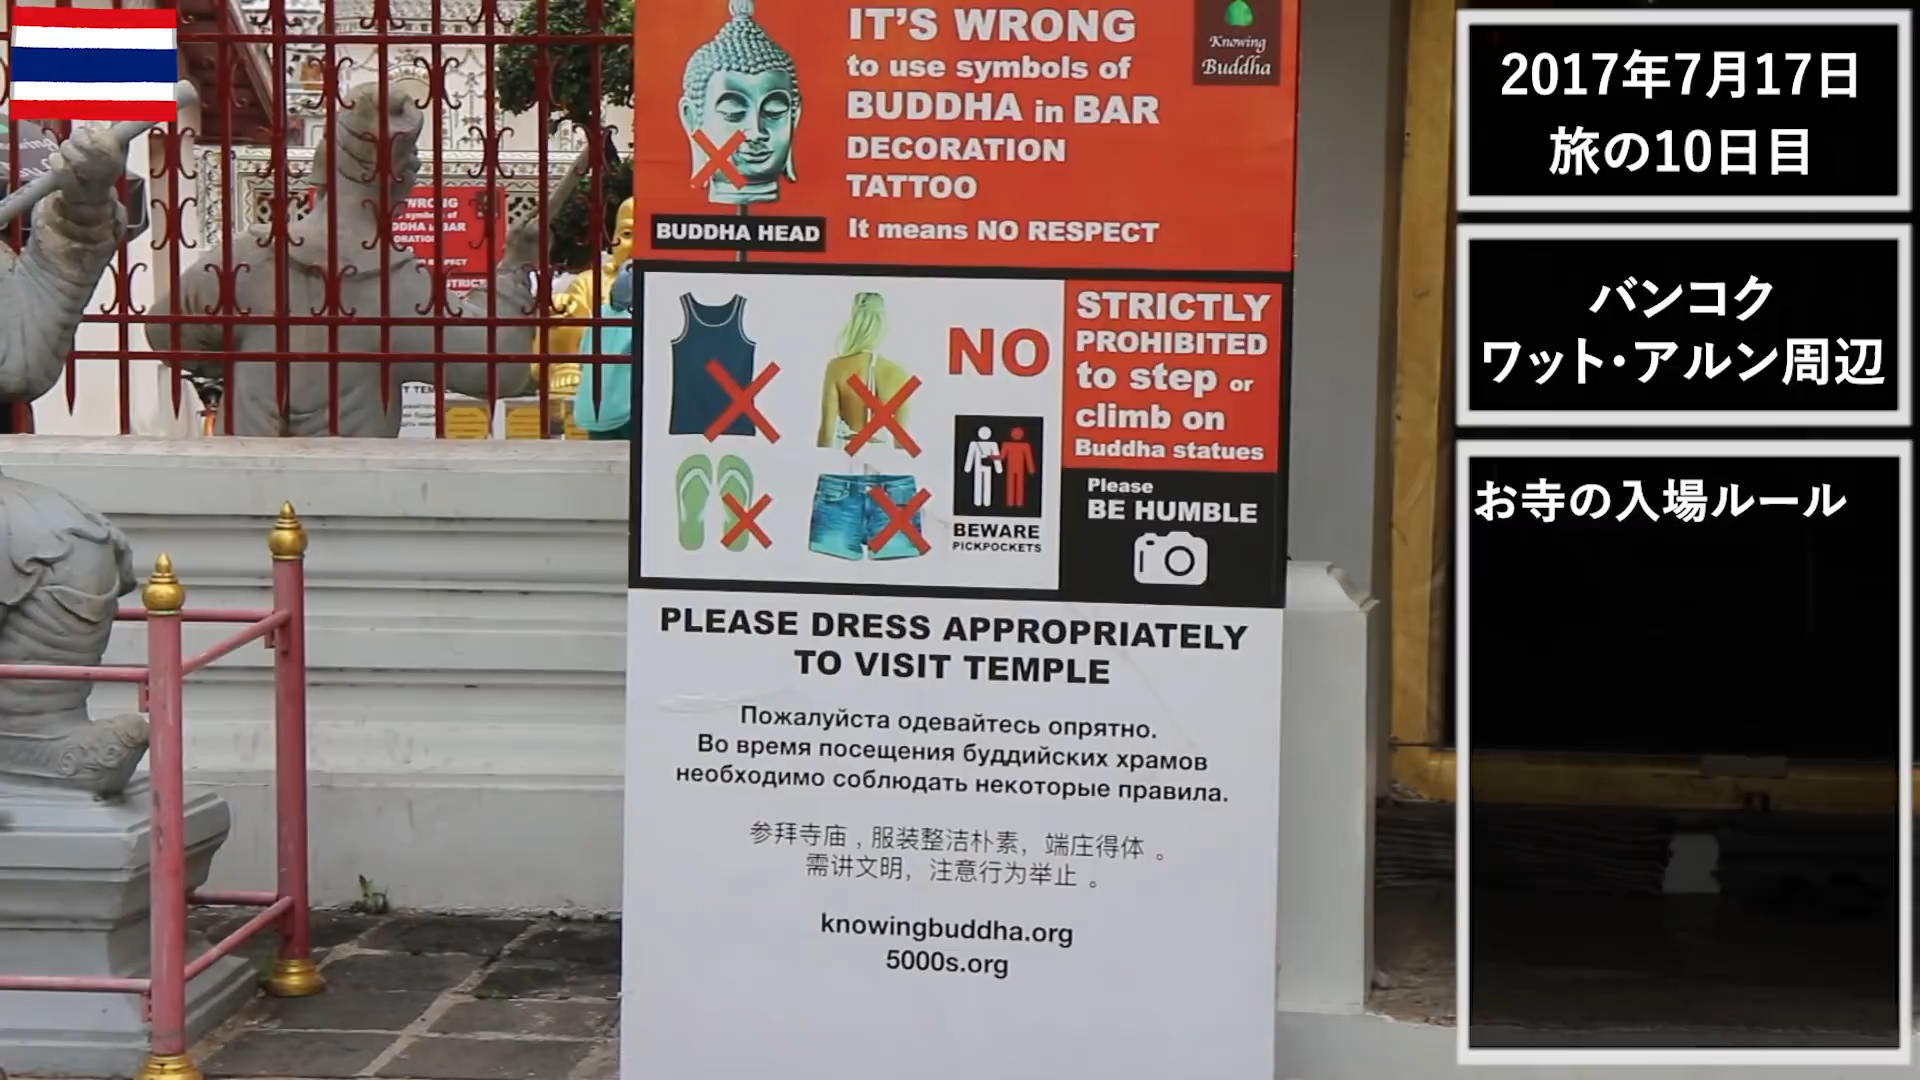 IT'S WRONG
to use symbols of
BUDDHA in BAR
DECORATION
TATTOO
It means NO RESPECT
Knowing
Buddha
BUDDHA HEAD
NO
BEWARE
PICKPOCKETS
STRICTLY
PROHIBITED
to step or
climb on
Buddha statues
Please
BE HUMBLE
PLEASE DRESS APPROPRIATELY
TO VISIT TEMPLE
Пожалуйста одевайтесь опрятно.
Во время посещения буддийских храмов
необходимо соблюдать некоторые правила.
参拜寺庙，服装整洁朴素，端庄得体。
需讲文明，注意行为举止。
knowingbuddha.org
5000s.org
2017年7月17日
旅の10日目
バンコク
ワット・アルン周辺
お寺の入場ルール